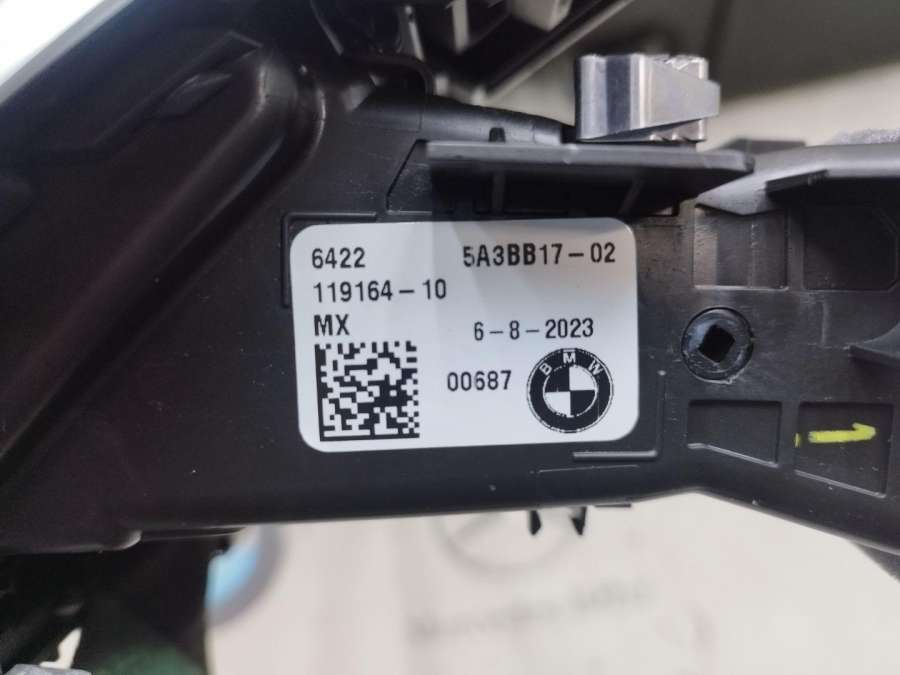 6422 5A3BB17-02
119164-10
MX 6-8-2023
00687
BMW